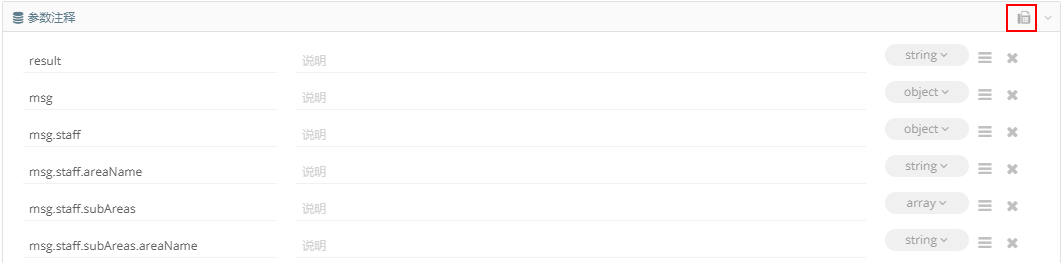 参数注释
result 说明 string
msg 说明 object
msg.staff 说明 object
msg.staff.areaName 说明 string
msg.staff.subAreas 说明 array
msg.staff.subAreas.areaName 说明 string